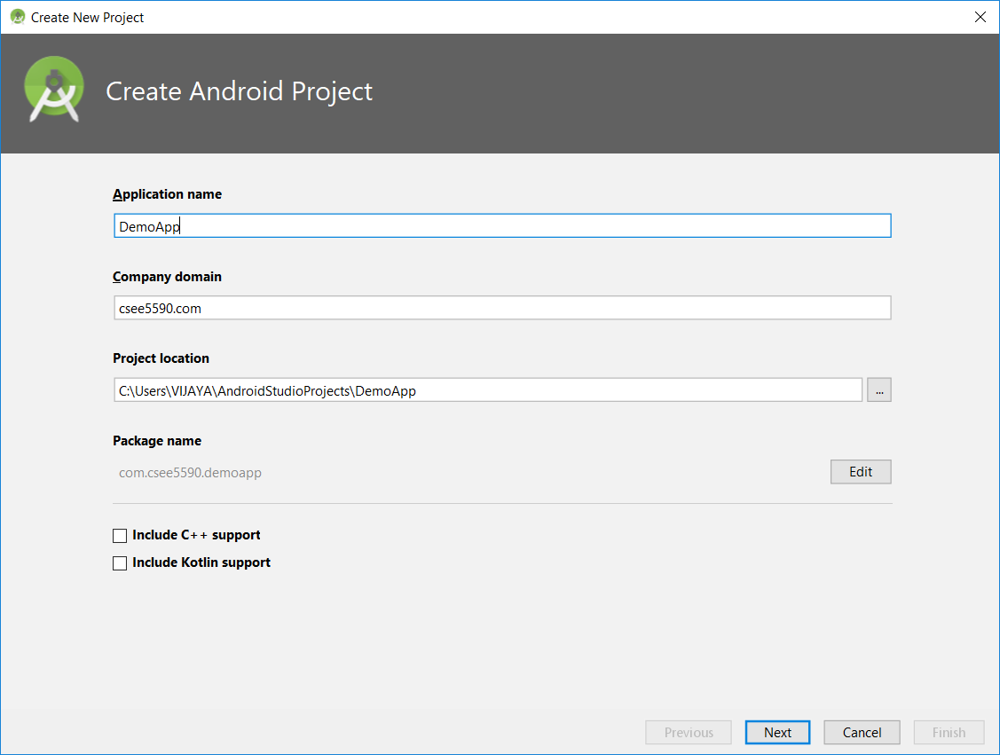 Create New Project
Create Android Project
Application name
DemoApp
Company domain
csee5590.com
Project location
C:\Users\VIJAYA\AndroidStudioProjects\DemoApp
...
Package name
com.csee5590.demoapp
Edit
Include C++ support
Include Kotlin support
Previous Next Cancel Finish